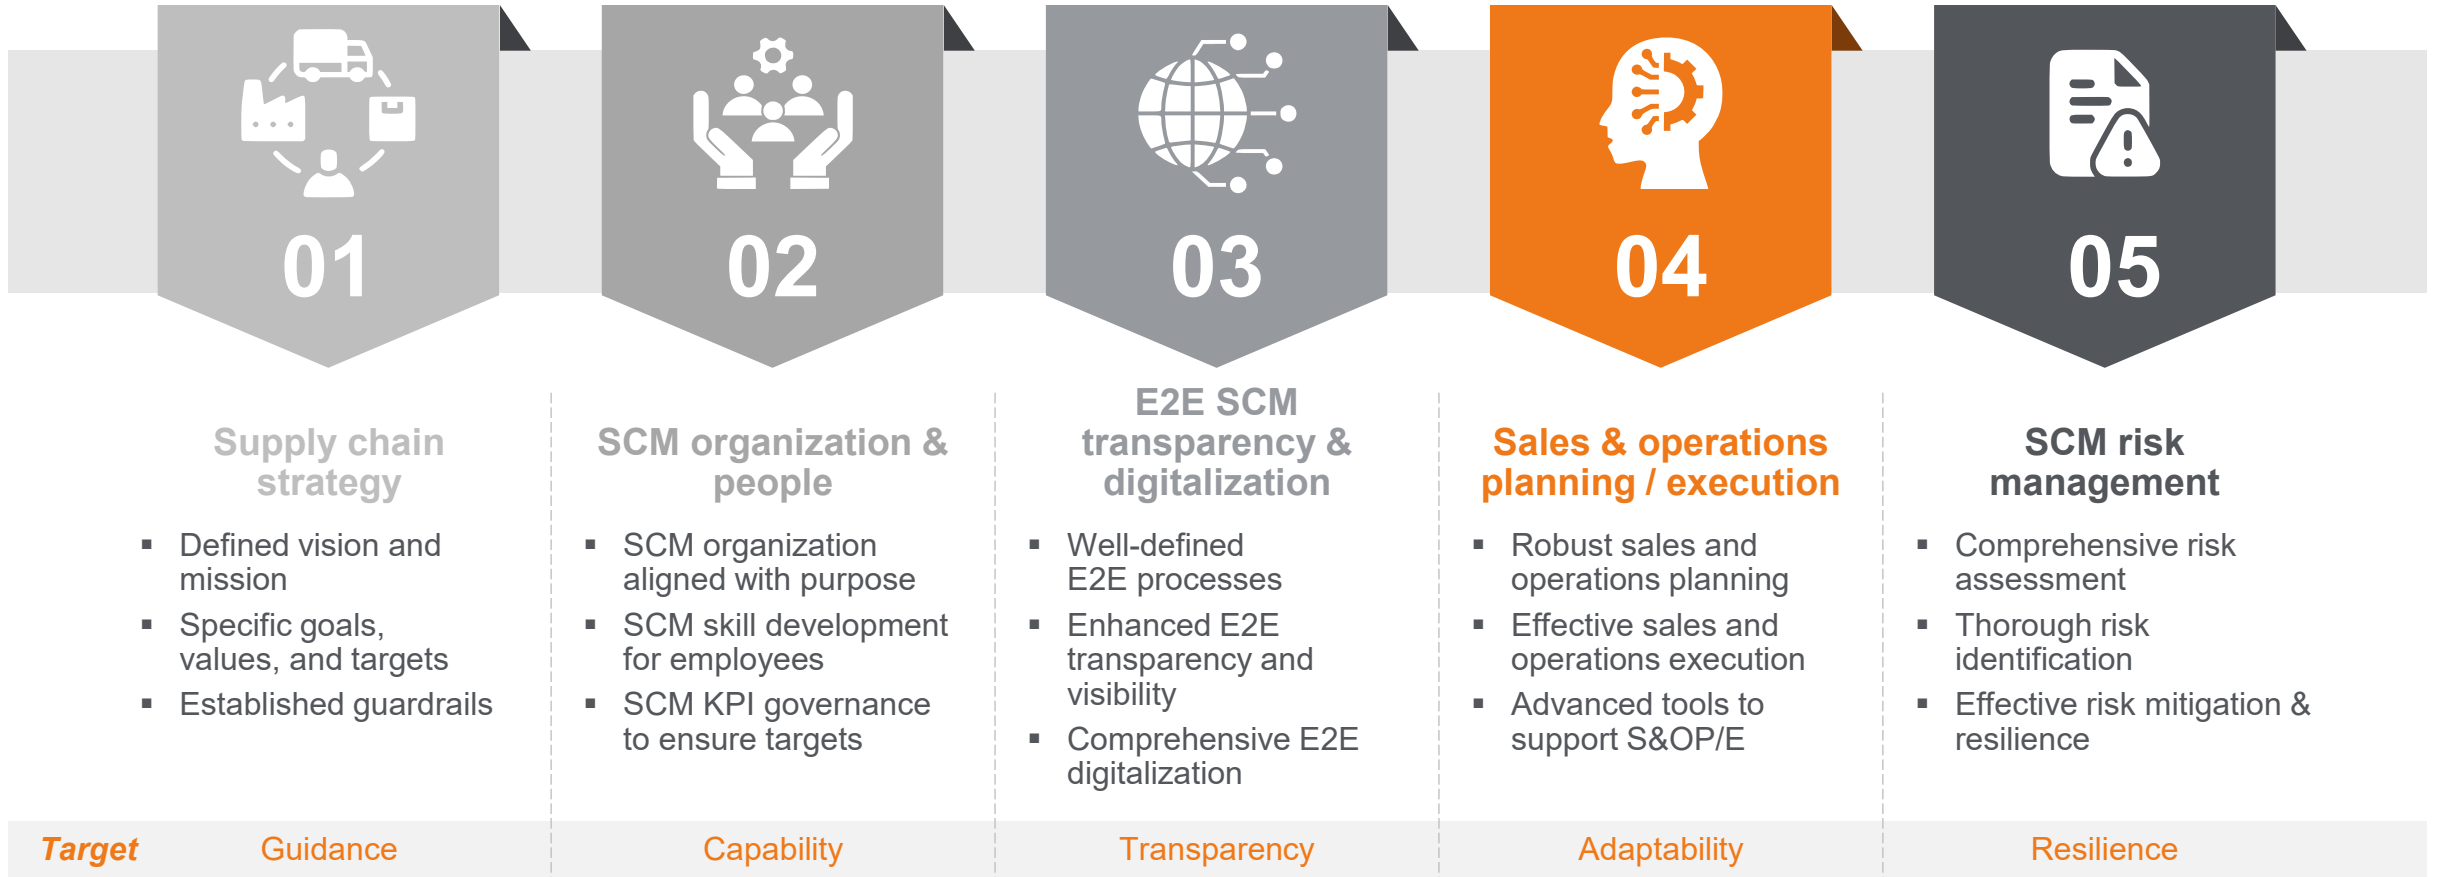 01
Supply chain
strategy
▪ Defined vision and
mission
▪ Specific goals,
values, and targets
▪ Established guardrails
02
SCM organization &
people
▪ SCM organization
aligned with purpose
▪ SCM skill development
for employees
▪ SCM KPI governance
to ensure targets
03
E2E SCM
transparency &
digitalization
▪ Well-defined
E2E processes
▪ Enhanced E2E
transparency and
visibility
▪ Comprehensive E2E
digitalization
04
Sales & operations
planning / execution
▪ Robust sales and
operations planning
▪ Effective sales and
operations execution
▪ Advanced tools to
support S&OP/E
05
SCM risk
management
▪ Comprehensive risk
assessment
▪ Thorough risk
identification
▪ Effective risk mitigation &
resilience
Target Guidance Capability Transparency Adaptability Resilience